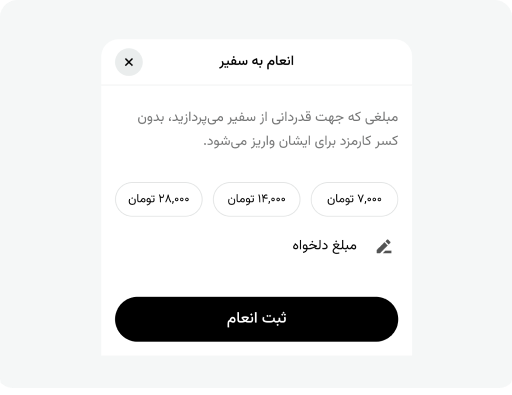 انعام به سفیر
مبلغی که جهت قدردانی از سفیر می‌پردازید، بدون
کسر کارمزد برای ایشان واریز می‌شود.
۷,۰۰۰ تومان
۱۴,۰۰۰ تومان
۲۸,۰۰۰ تومان
مبلغ دلخواه
ثبت انعام